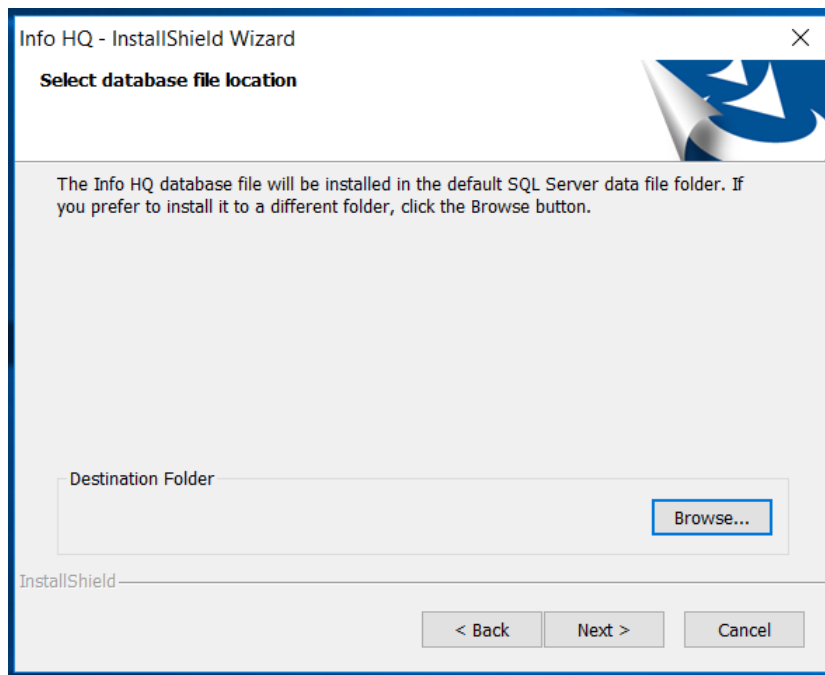 Info HQ - InstallShield Wizard
Select database file location
The Info HQ database file will be installed in the default SQL Server data file folder. If
you prefer to install it to a different folder, click the Browse button.
Destination Folder
Browse...
InstallShield
< Back
Next >
Cancel